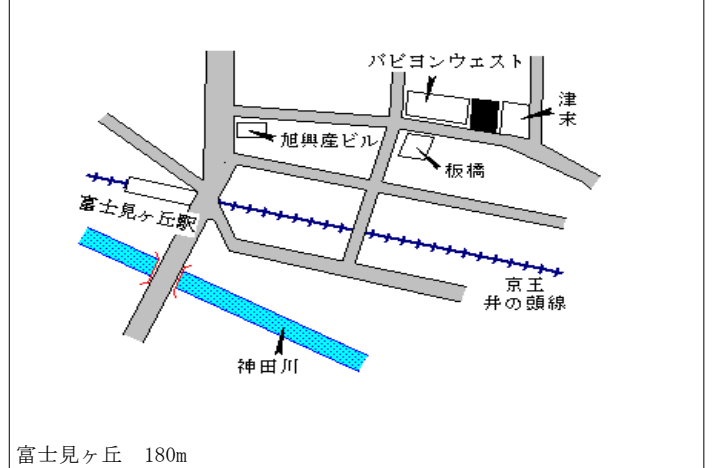 パピヨンウェスト
津
末
旭興産ビル
板橋
富士見ヶ丘駅
京王
井の頭線
神田川
富士見ヶ丘　180m